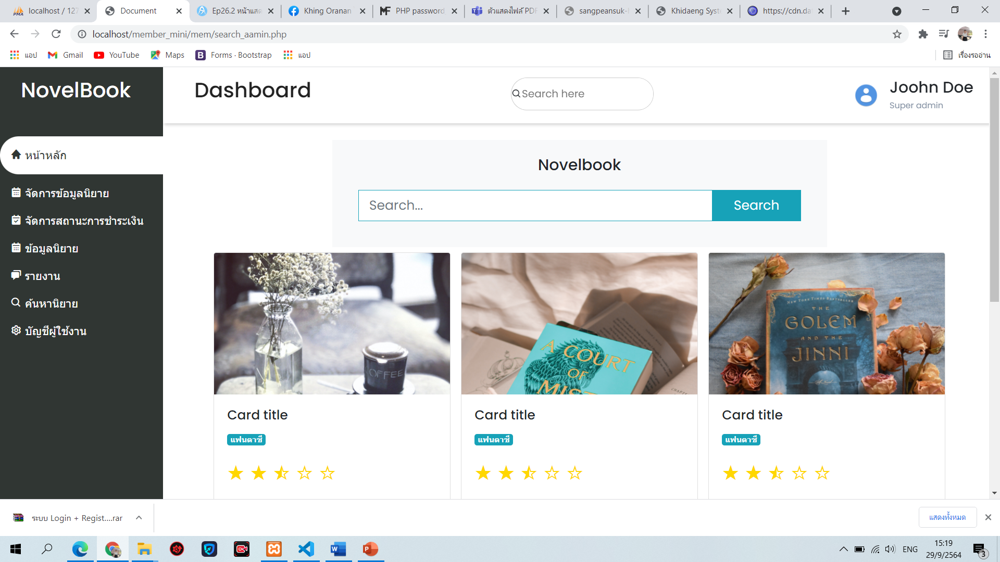 localhost / 127
Document
Ep26.2 หน้าแสด
Khing Oranan
PHP password
ตัวแสดงไฟล์ PDF
sangpeansuk-
Khidaeng Syste
https://cdn.da
localhost/member_mini/mem/search_aamin.php
แอป
Gmail
YouTube
Maps
Forms · Bootstrap
แอป
เรื่องรออ่าน
NovelBook
Dashboard
Search here
Joohn Doe
Super admin
หน้าหลัก
จัดการข้อมูลนิยาย
จัดการสถานะการชำระเงิน
ข้อมูลนิยาย
รายงาน
ค้นหานิยาย
บัญชีผู้ใช้งาน
Novelbook
Search...
Search
COFFEE
A COURT
OF
MIST
CHAPTER
NEW YORK TIMES BESTSELLER
THE
GOLEM
AND THE
JINNI
Card title
Card title
Card title
แฟนตาซี
แฟนตาซี
แฟนตาซี
ระบบ Login + Regist....rar
แสดงทั้งหมด
ENG
15:19
29/9/2564
3